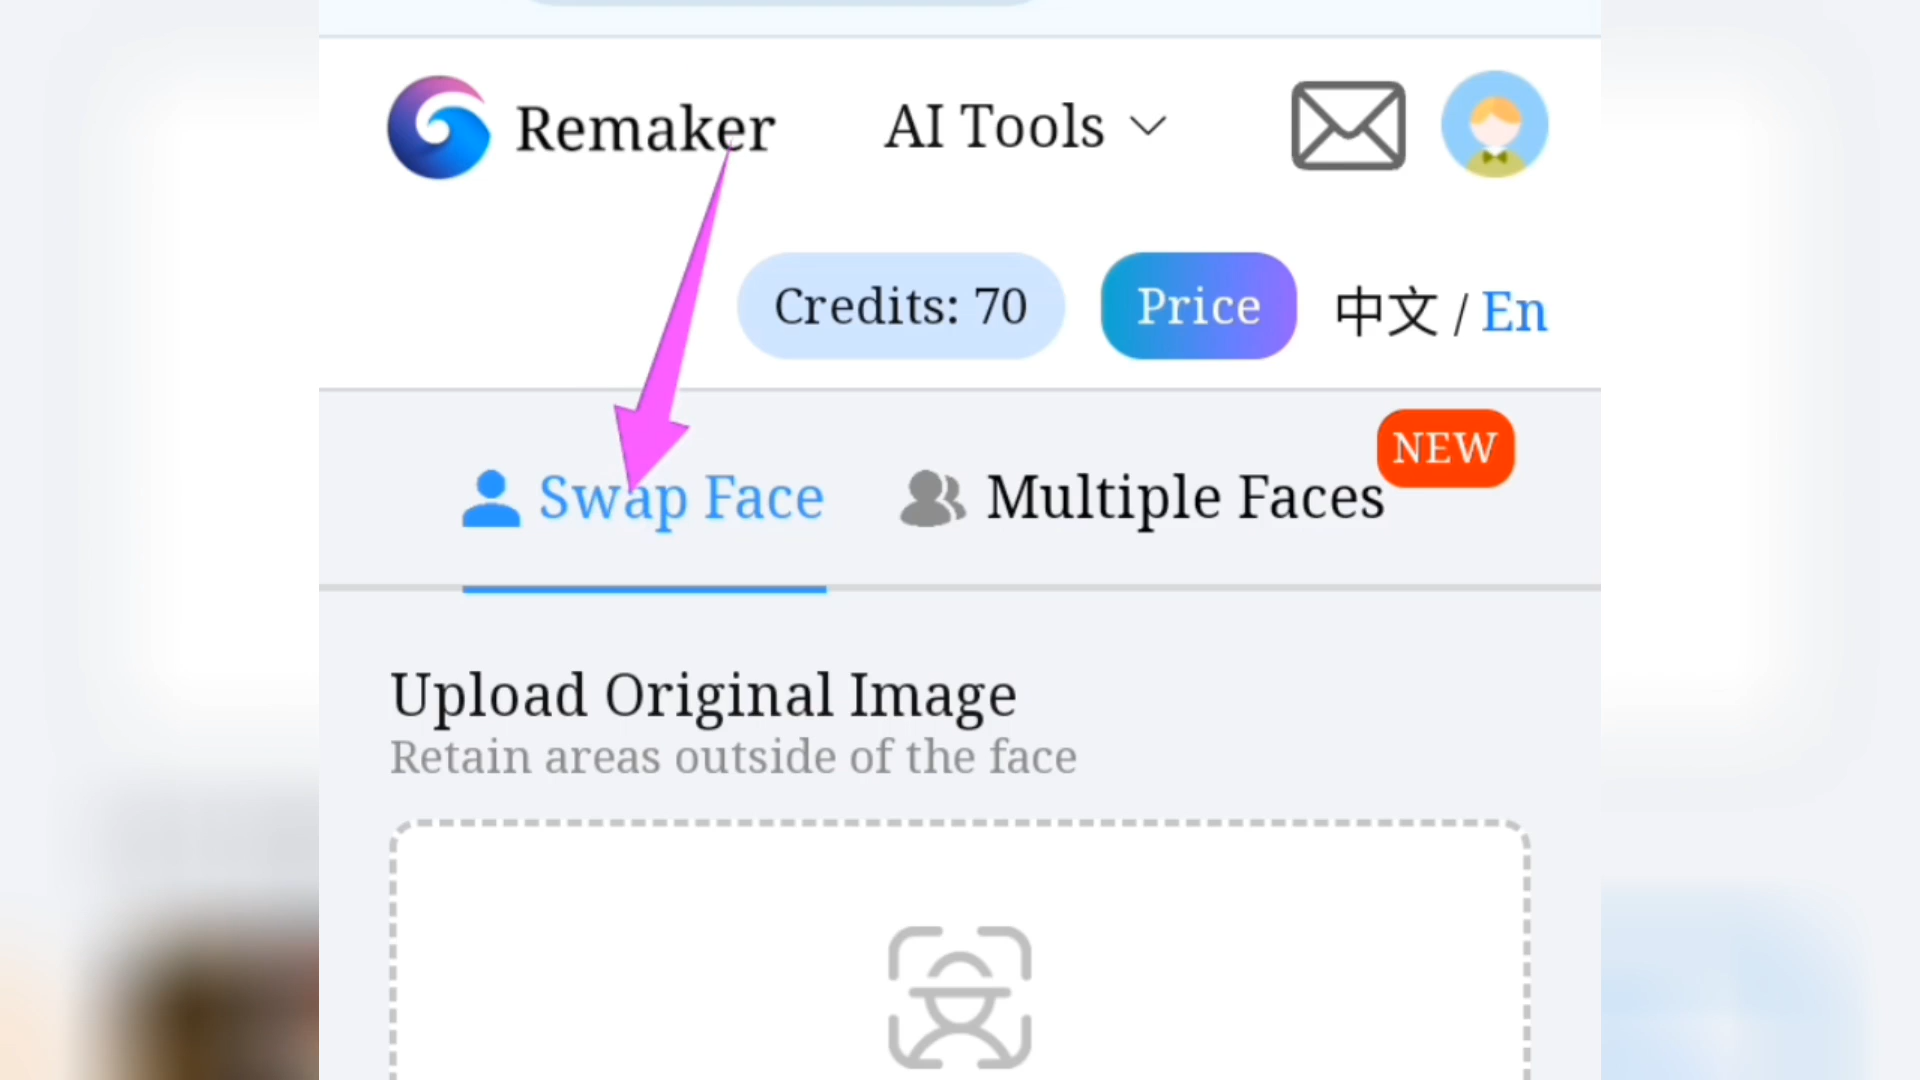 Remaker AI Tools
Credits: 70 Price 中文 / En
NEW
Swap Face Multiple Faces
Upload Original Image
Retain areas outside of the face